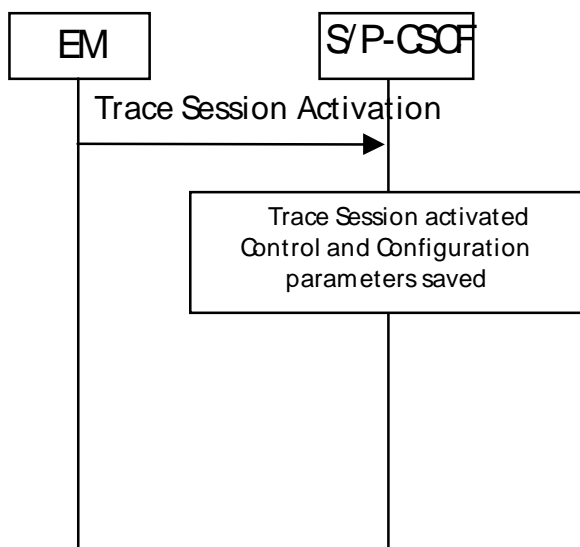 EM
S/P-CSCF
Trace Session Activation
Trace Session activated
Control and Configuration
parameters saved